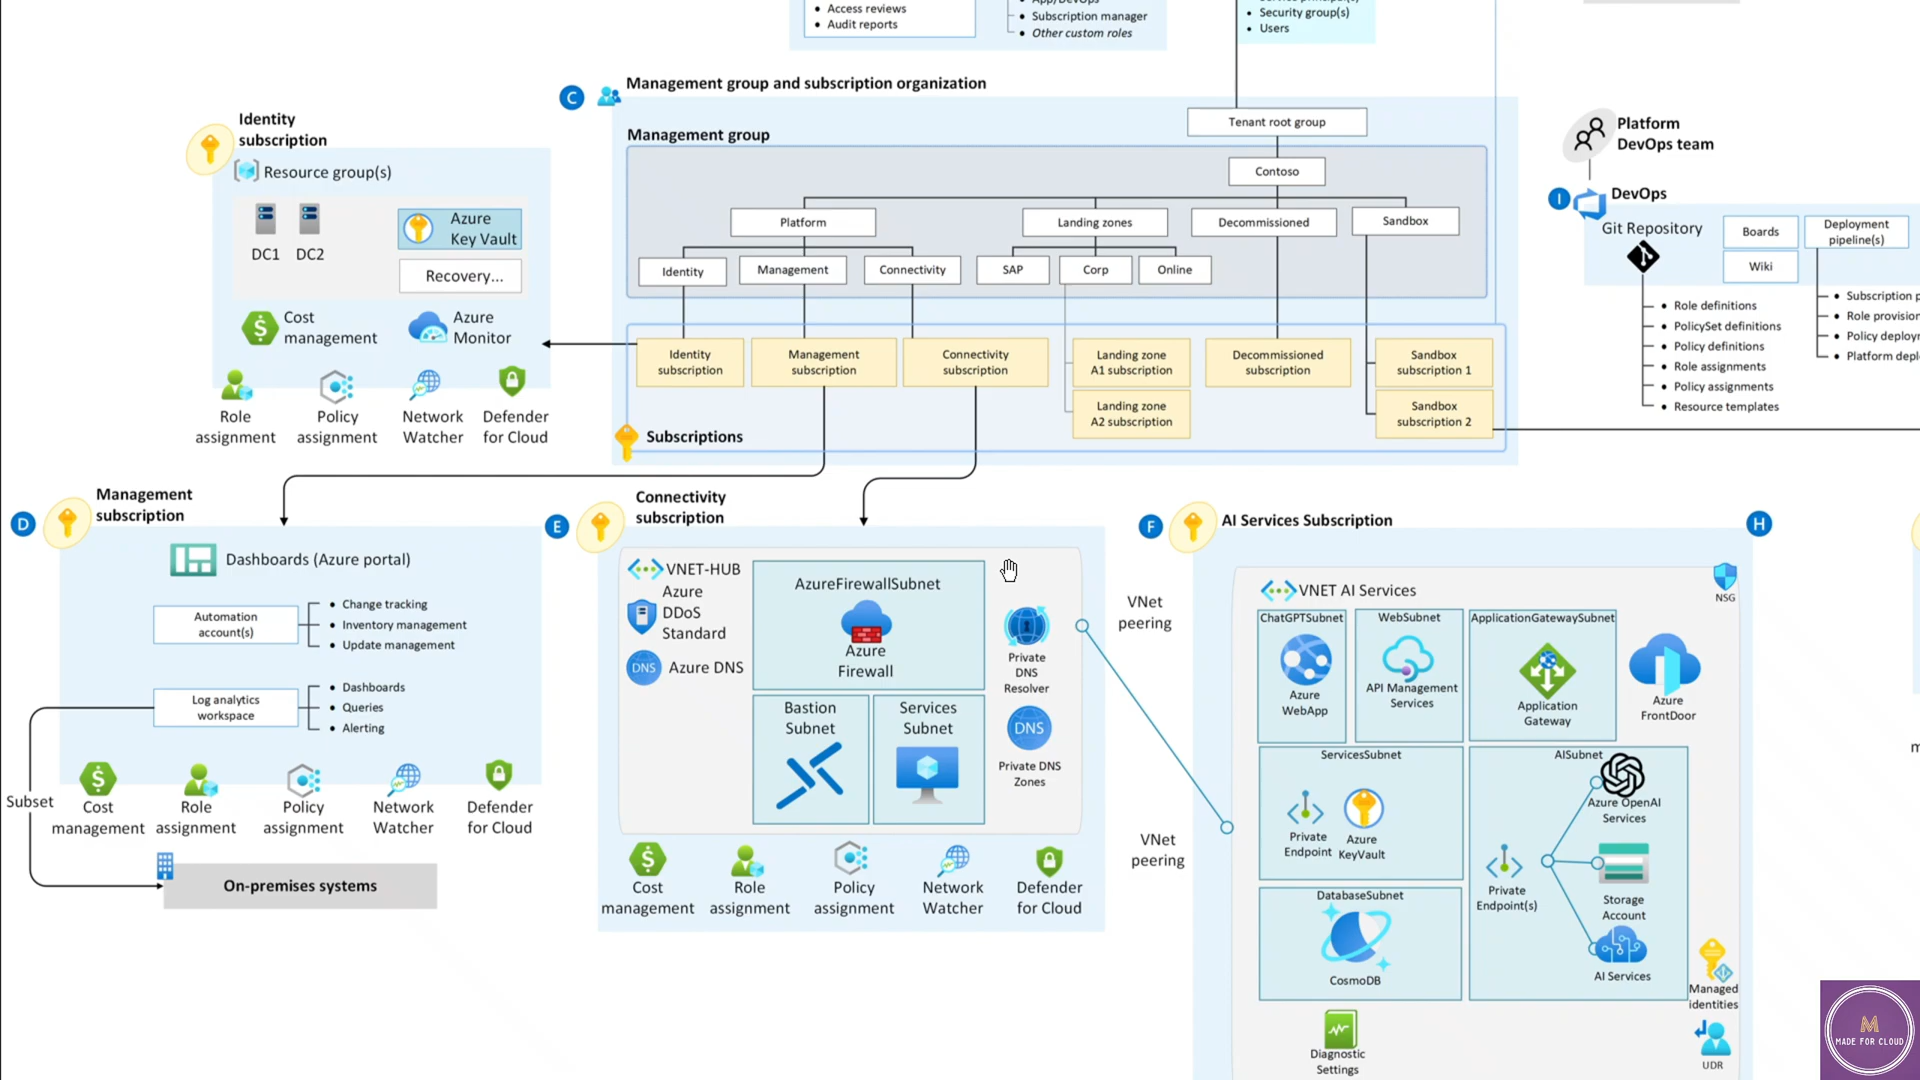 Access reviews
Audit reports
App/DevOps
Subscription manager
Other custom roles
Security group(s)
Users
Management group and subscription organization
C
Management group
Tenant root group
Contoso
Platform
Landing zones
Decommissioned
Sandbox
Identity
Management
Connectivity
SAP
Corp
Online
Identity
subscription
Management
subscription
Connectivity
subscription
Landing zone
A1 subscription
Landing zone
A2 subscription
Decommissioned
subscription
Sandbox
subscription 1
Sandbox
subscription 2
Subscriptions
Identity
subscription
Resource group(s)
DC1
DC2
Azure
Key Vault
Recovery...
Cost
management
Azure
Monitor
Role
assignment
Policy
assignment
Network
Watcher
Defender
for Cloud
Platform
DevOps team
I
DevOps
Git Repository
Boards
Wiki
Deployment
pipeline(s)
Role definitions
PolicySet definitions
Policy definitions
Role assignments
Policy assignments
Resource templates
Subscription p
Role provision
Policy deploym
Platform depl
D
Management
subscription
Dashboards (Azure portal)
Automation
account(s)
Change tracking
Inventory management
Update management
Log analytics
workspace
Dashboards
Queries
Alerting
Subset
Cost
management
Role
assignment
Policy
assignment
Network
Watcher
Defender
for Cloud
On-premises systems
E
Connectivity
subscription
VNET-HUB
Azure
DDoS
Standard
DNS
Azure DNS
AzureFirewallSubnet
Azure
Firewall
Bastion
Subnet
Services
Subnet
Private
DNS
Resolver
DNS
Private DNS
Zones
Cost
management
Role
assignment
Policy
assignment
Network
Watcher
Defender
for Cloud
VNet
peering
VNet
peering
F
AI Services Subscription
H
VNET AI Services
NSG
ChatGPTSubnet
Azure
WebApp
WebSubnet
API Management
Services
ApplicationGatewaySubnet
Application
Gateway
Azure
FrontDoor
ServicesSubnet
Private
Endpoint
Azure
KeyVault
AISubnet
Azure OpenAI
Services
Private
Endpoint(s)
Storage
Account
AI Services
DatabaseSubnet
CosmoDB
Managed
identities
UDR
Diagnostic
Settings
M
MADE FOR CLOUD